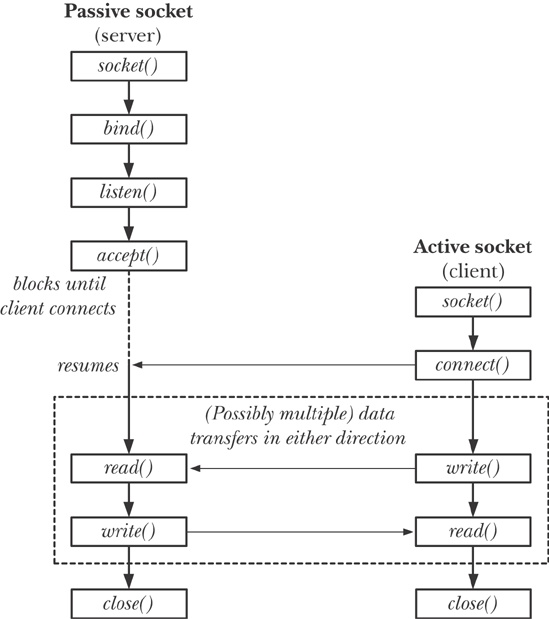 Passive socket
(server)
socket()
bind()
listen()
accept()
blocks until
client connects
resumes
Active socket
(client)
socket()
connect()
(Possibly multiple) data
transfers in either direction
read()
write()
write()
read()
close()
close()